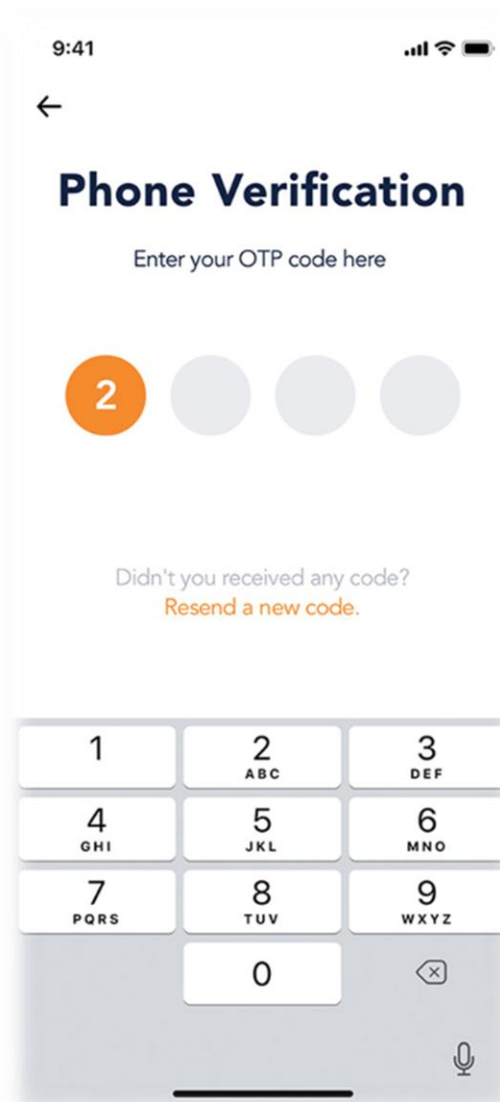 9:41
Phone Verification
Enter your OTP code here
2
Didn't you received any code?
Resend a new code.
1 2 3
ABC DEF
4 5 6
GHI JKL MNO
7 8 9
PQRS TUV WXYZ
0